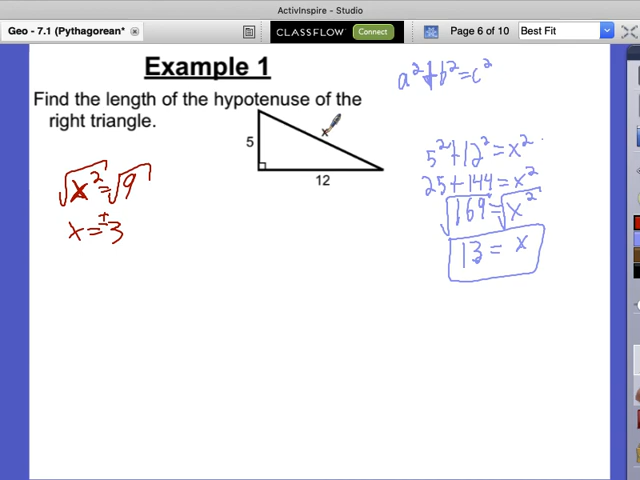 ActivInspire - Studio
Geo - 7.1 (Pythagorean*
CLASSFLOW
Connect
Page 6 of 10
Best Fit
Example 1
a² + b² = c²
Find the length of the hypotenuse of the
right triangle.
5
x
12
5² + 12² = x²
25 + 144 = x²
√169 = √x²
13 = x
√x² = √9
x = ± 3